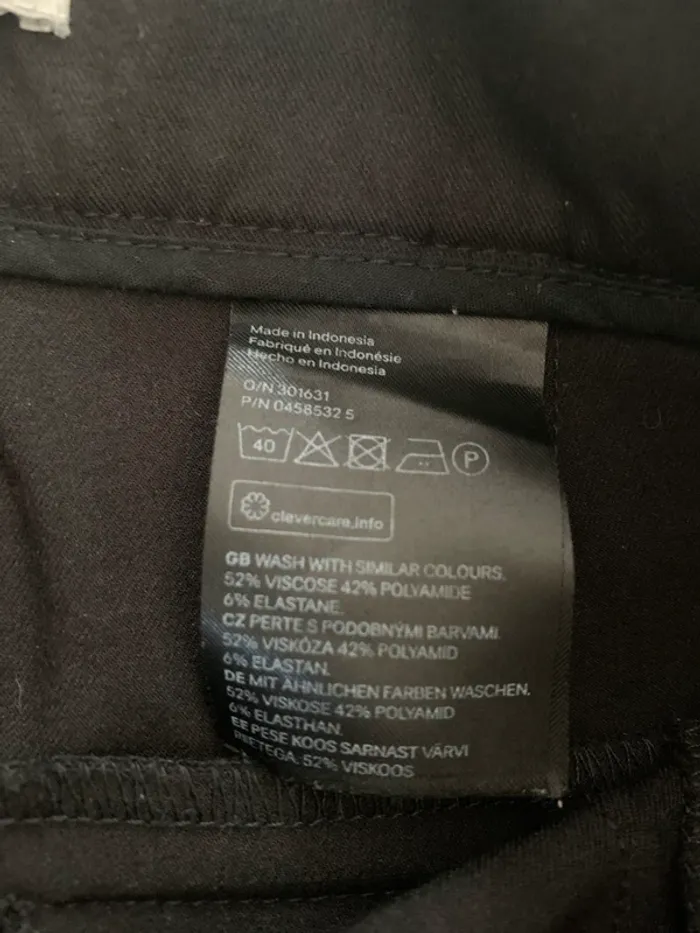 Made in Indonesia
Fabriqué en Indonésie
Hecho en Indonesia
O/N 301631
P/N 0458532 5
40
P
clevercare.info
GB WASH WITH SIMILAR COLOURS.
52% VISCOSE 42% POLYAMIDE
6% ELASTANE.
CZ PERTE S PODOBNÝMI BARVAMI.
52% VISKÓZA 42% POLYAMID
6% ELASTAN.
DE MIT ÄHNLICHEN FARBEN WASCHEN.
52% VISKOSE 42% POLYAMID
6% ELASTHAN.
EE PESE KOOS SARNAST VÄRVI
RIIETEGA. 52% VISKOOS